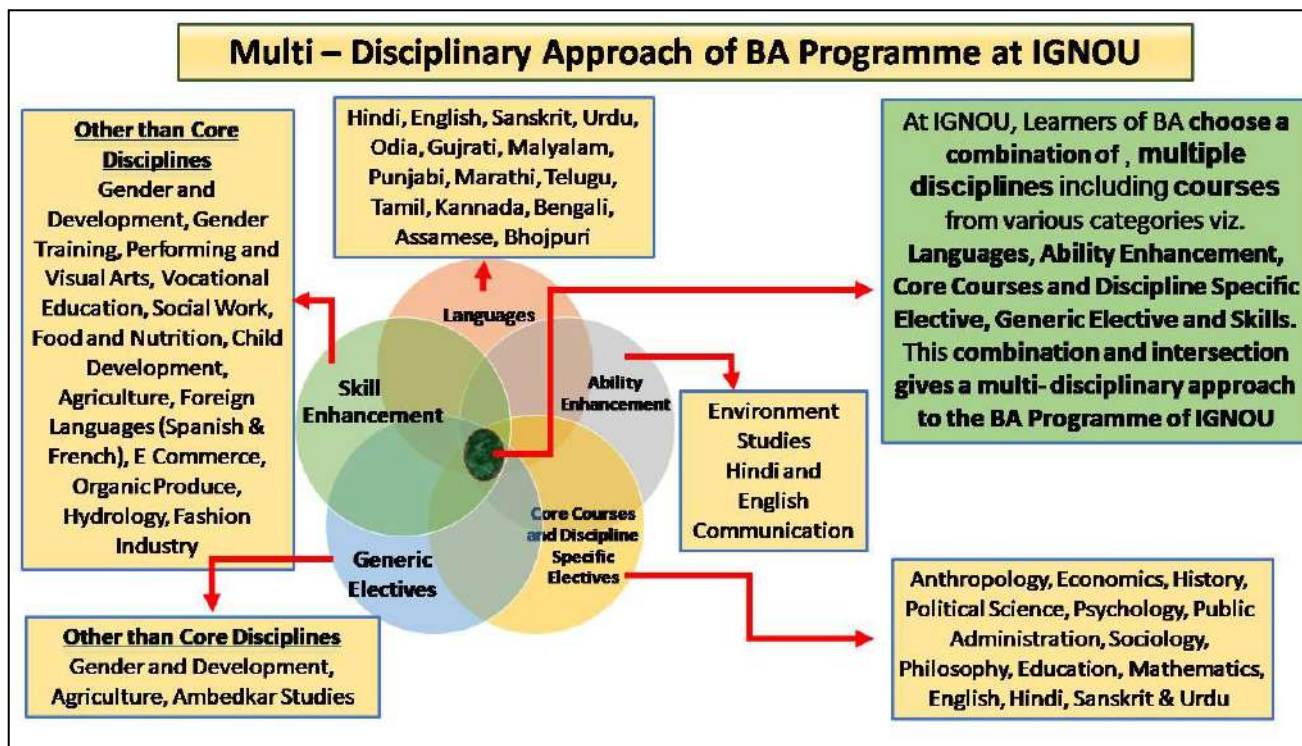 Multi – Disciplinary Approach of BA Programme at IGNOU
Other than Core
Disciplines
Gender and
Development, Gender
Training, Performing and
Visual Arts, Vocational
Education, Social Work,
Food and Nutrition, Child
Development,
Agriculture, Foreign
Languages (Spanish &
French), E Commerce,
Organic Produce,
Hydrology, Fashion
Industry
Hindi, English, Sanskrit, Urdu,
Odia, Gujrati, Malyalam,
Punjabi, Marathi, Telugu,
Tamil, Kannada, Bengali,
Assamese, Bhojpuri
At IGNOU, Learners of BA choose a
combination of , multiple
disciplines including courses
from various categories viz.
Languages, Ability Enhancement,
Core Courses and Discipline Specific
Elective, Generic Elective and Skills.
This combination and intersection
gives a multi- disciplinary approach
to the BA Programme of IGNOU
Languages
Skill
Enhancement
Ability
Enhancement
Core Courses
and Discipline
Specific
Electives
Generic
Electives
Environment
Studies
Hindi and
English
Communication
Other than Core Disciplines
Gender and Development,
Agriculture, Ambedkar Studies
Anthropology, Economics, History,
Political Science, Psychology, Public
Administration, Sociology,
Philosophy, Education, Mathematics,
English, Hindi, Sanskrit & Urdu